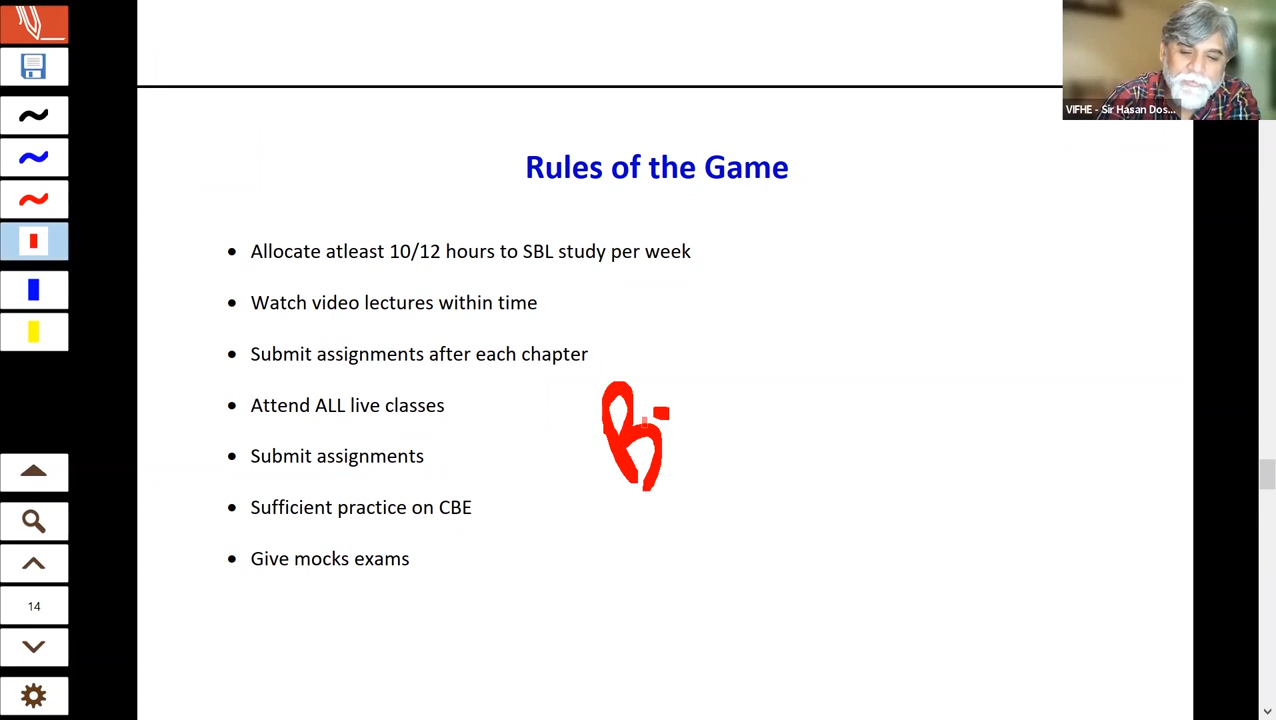 VIFHE - Sir Hasan Dos...
Rules of the Game
• Allocate atleast 10/12 hours to SBL study per week
• Watch video lectures within time
• Submit assignments after each chapter
• Attend ALL live classes
• Submit assignments
• Sufficient practice on CBE
• Give mocks exams
14